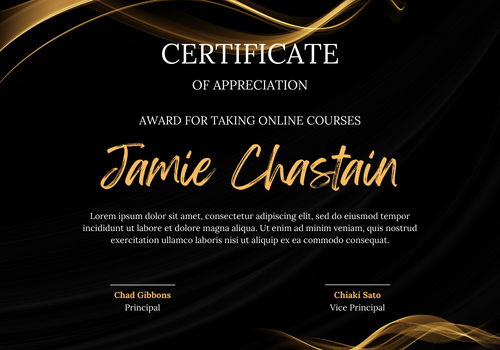 CERTIFICATE
OF APPRECIATION
AWARD FOR TAKING ONLINE COURSES
Jamie Chastain
Lorem ipsum dolor sit amet, consectetur adipiscing elit, sed do eiusmod tempor
incididunt ut labore et dolore magna aliqua. Ut enim ad minim veniam, quis nostrud
exercitation ullamco laboris nisi ut aliquip ex ea commodo consequat.
Chad Gibbons Chiaki Sato
Principal Vice Principal